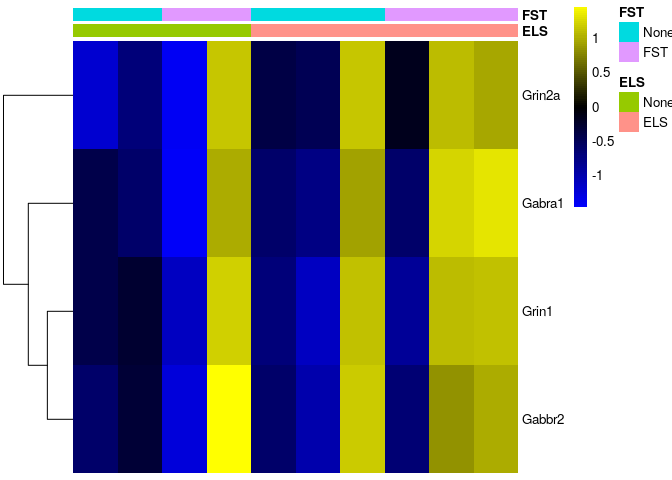 FST
ELS
Grin2a
Gabra1
Grin1
Gabbr2
1
0.5
0
-0.5
-1
FST
None
FST
ELS
None
ELS